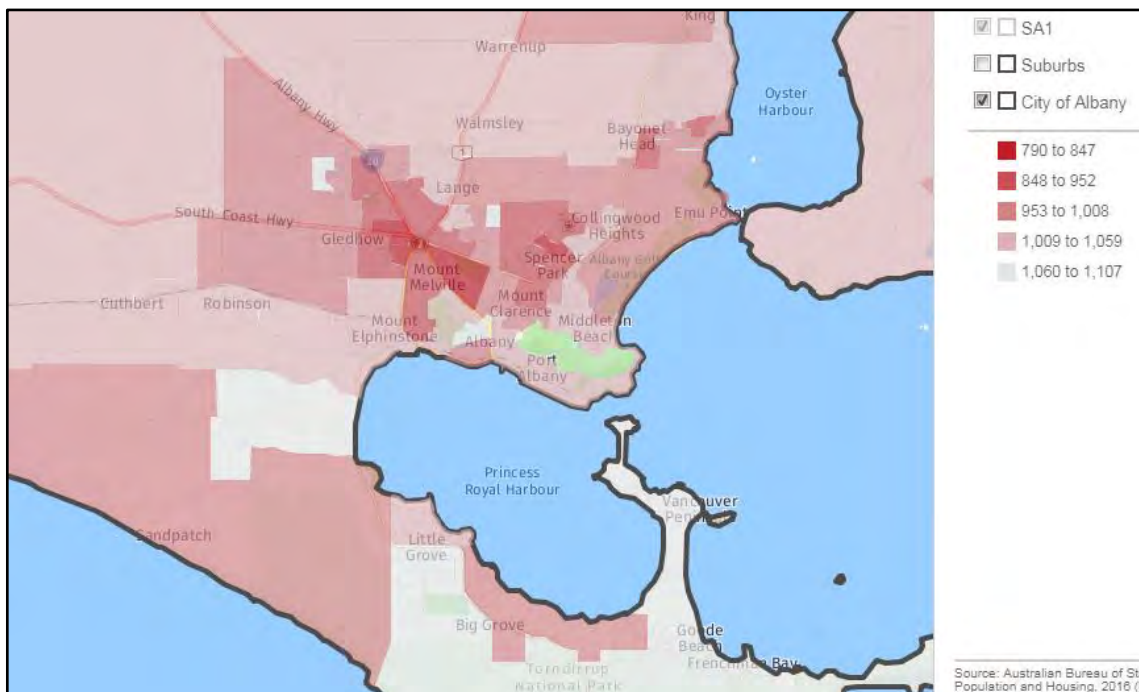 King
Warrenup
Oyster
Harbour
Albany Hwy
Walmsley
Bayonet
Head
1
Lange
South Coast Hwy
Gledhow
Collingwood
Heights
Emu Point
Spencer
Park
Albany Golf
Course
Mount
Melville
Cuthbert
Robinson
Mount
Clarence
Mount
Elphinstone
Albany
Middleton
Beach
Port
Albany
Princess
Royal Harbour
Vancouver
Sandpatch
Little
Grove
Big Grove
Goode
Beach
Frenchman Bay
Torndirrup
National Park
SA1
Suburbs
City of Albany
790 to 847
848 to 952
953 to 1,008
1,009 to 1,059
1,060 to 1,107
Source: Australian Bureau of St
Population and Housing, 2016 (